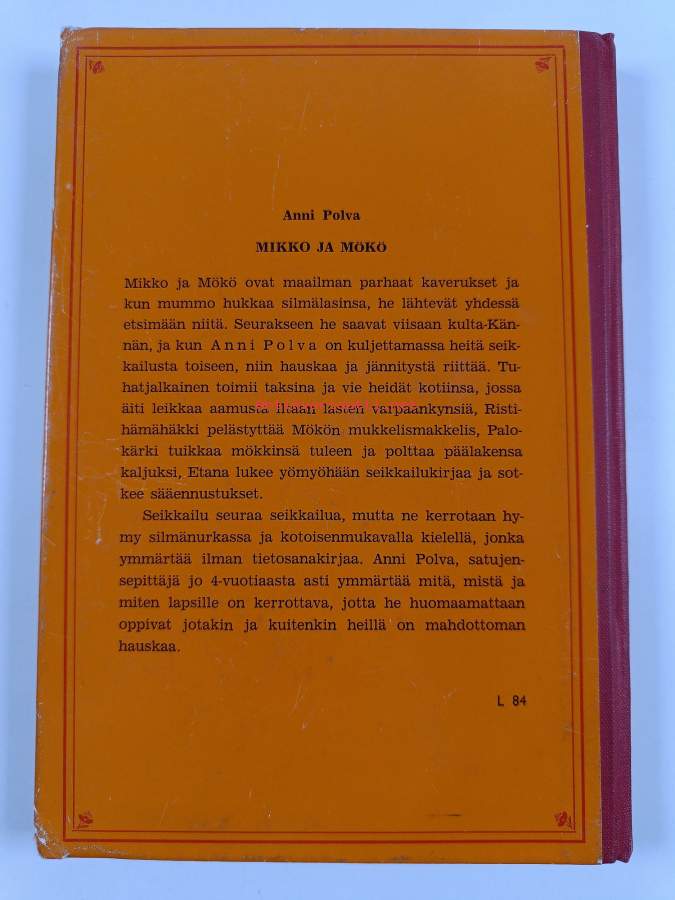 Anni Polva
MIKKO JA MÖKÖ
Mikko ja Mökö ovat maailman parhaat kaverukset ja
kun mummo hukkaa silmälasinsa, he lähtevät yhdessä
etsimään niitä. Seurakseen he saavat viisaan kulta-Kän-
nän, ja kun Anni Polva on kuljettamassa heitä seik-
kailusta toiseen, niin hauskaa ja jännitystä riittää. Tu-
hatjalkainen toimii taksina ja vie heidät kotiinsa, jossa
äiti leikkaa aamusta iltaan lasten varpaankynsiä, Risti-
hämähäkki pelästyttää Mökön mukkelismakkelis, Palo-
kärki tuikkaa mökkinsä tuleen ja polttaa päälakensa
kaljuksi, Etana lukee yömyöhään seikkailukirjaa ja sot-
kee sääennustukset.
Seikkailu seuraa seikkailua, mutta ne kerrotaan hy-
my silmänurkassa ja kotoisenmukavalla kielellä, jonka
ymmärtää ilman tietosanakirjaa. Anni Polva, satujen-
sepittäjä jo 4-vuotiaasta asti ymmärtää mitä, mistä ja
miten lapsille on kerrottava, jotta he huomaamattaan
oppivat jotakin ja kuitenkin heillä on mahdottoman
hauskaa.
L 84